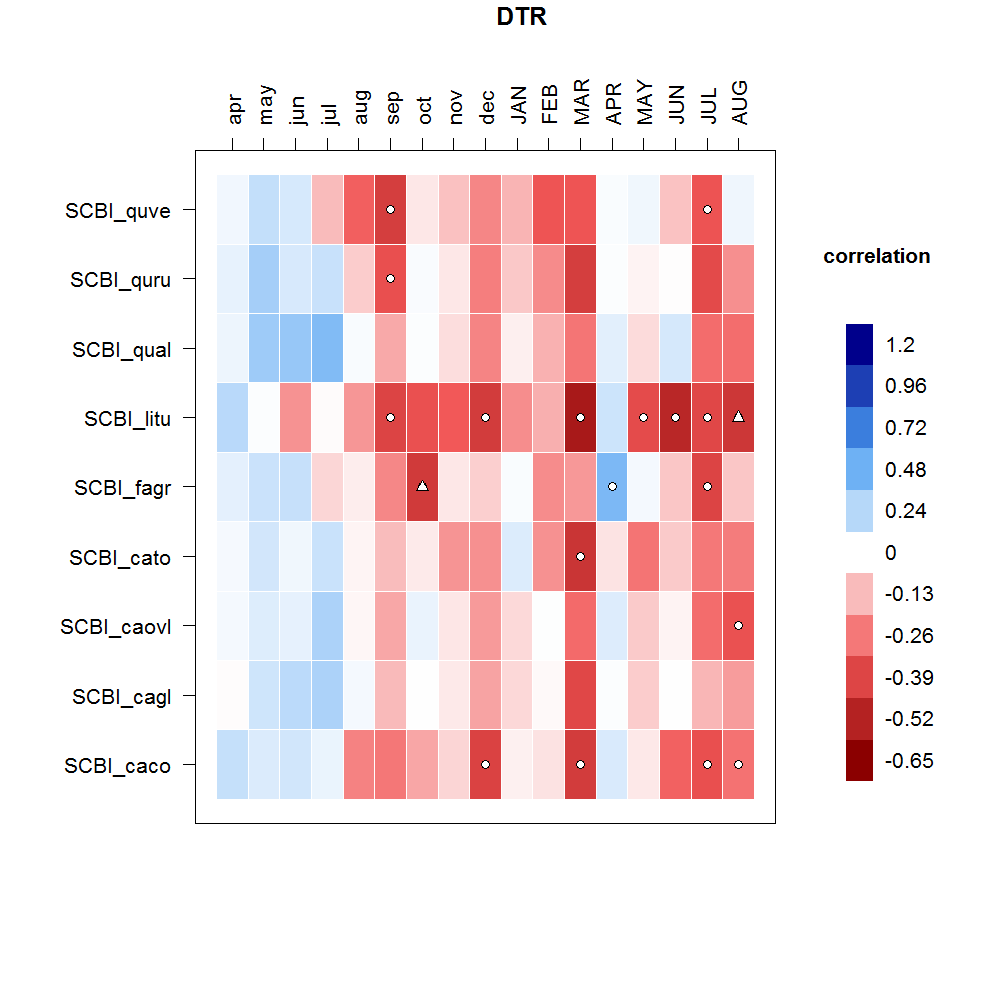 DTR
apr may jun jul aug sep oct nov dec JAN FEB MAR APR MAY JUN JUL AUG
SCBI_quve
SCBI_quru
SCBI_qual
SCBI_litu
SCBI_fagr
SCBI_cato
SCBI_caovl
SCBI_cagl
SCBI_caco
correlation
1.2
0.96
0.72
0.48
0.24
0
-0.13
-0.26
-0.39
-0.52
-0.65